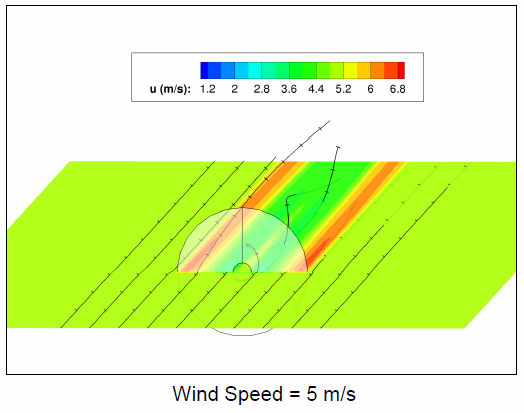 u (m/s): 1.2 2 2.8 3.6 4.4 5.2 6 6.8
Wind Speed = 5 m/s